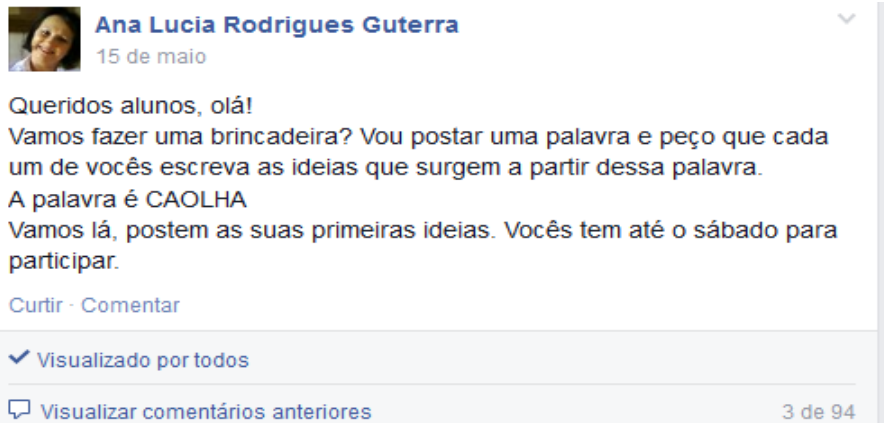 Ana Lucia Rodrigues Guterra
15 de maio
Queridos alunos, olá!
Vamos fazer uma brincadeira? Vou postar uma palavra e peço que cada
um de vocês escreva as ideias que surgem a partir dessa palavra.
A palavra é CAOLHA
Vamos lá, postem as suas primeiras ideias. Vocês tem até o sábado para
participar.
Curtir · Comentar
Visualizado por todos
Visualizar comentários anteriores 3 de 94